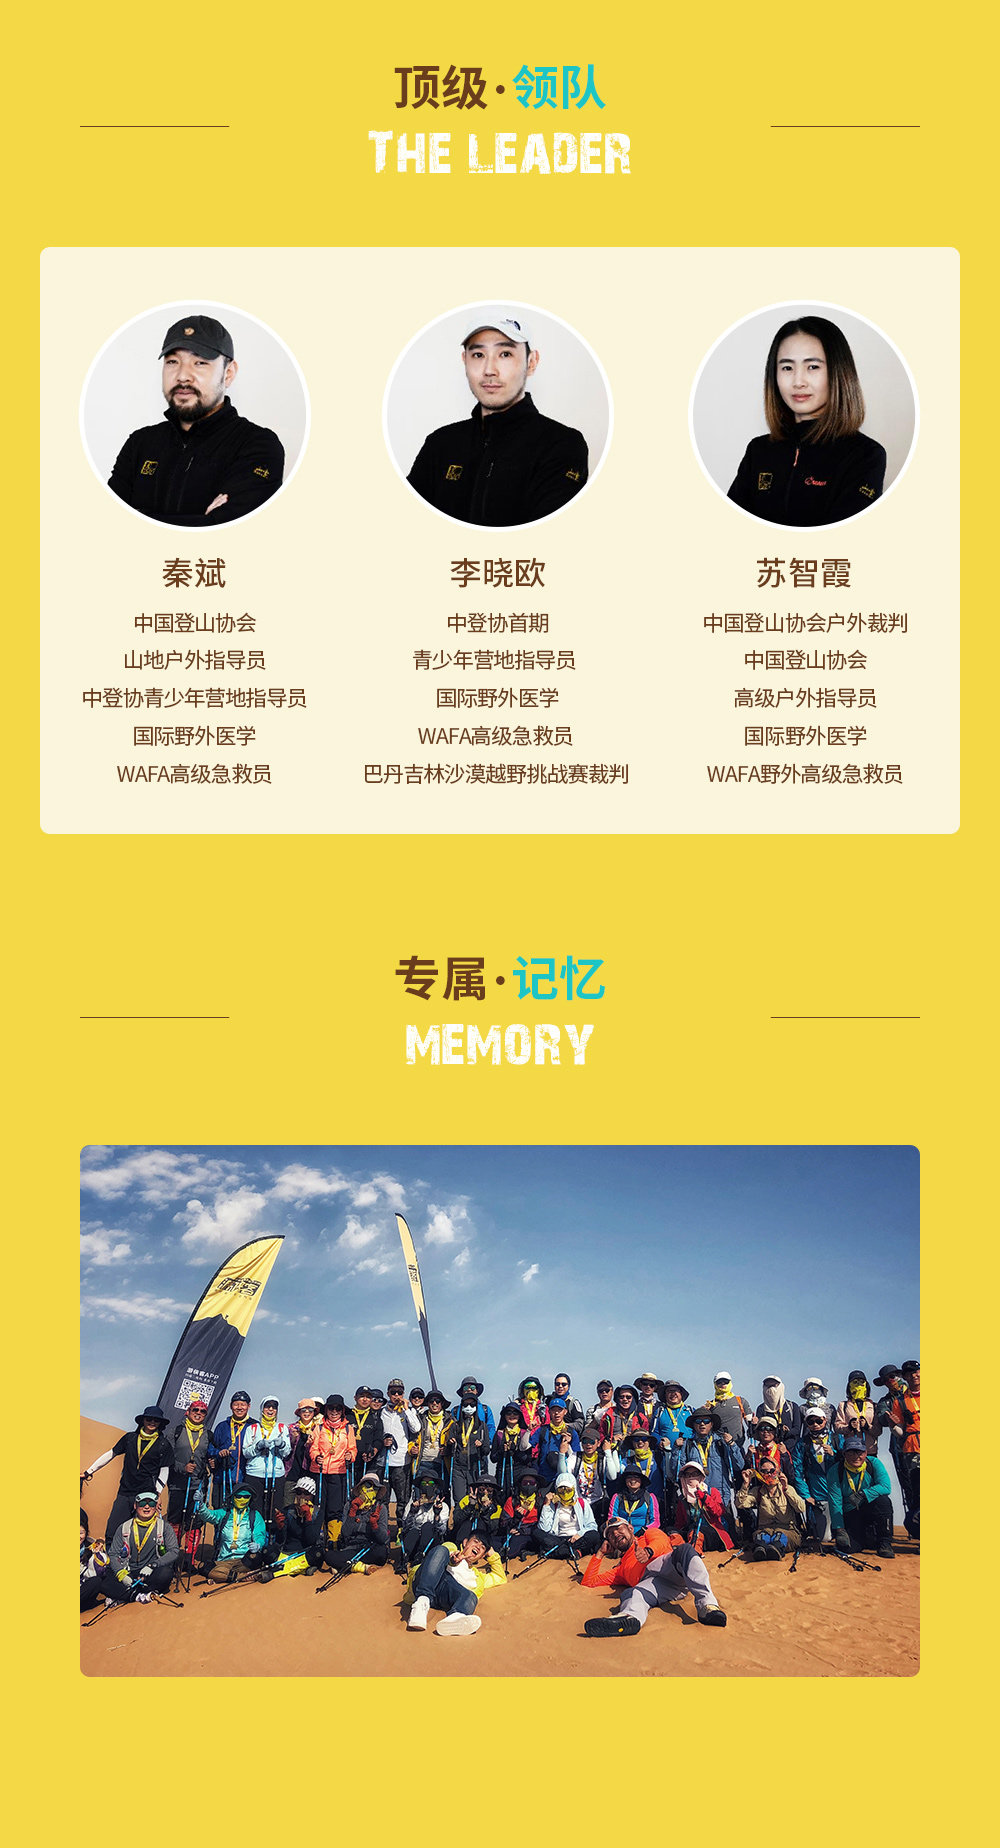 顶级·领队
THE LEADER
秦斌
中国登山协会
山地户外指导员
中登协青少年营地指导员
国际野外医学
WAFA高级急救员
李晓欧
中登协首期
青少年营地指导员
国际野外医学
WAFA高级急救员
巴丹吉林沙漠越野挑战赛裁判
苏智霞
中国登山协会户外裁判
中国登山协会
高级户外指导员
国际野外医学
WAFA野外高级急救员
专属·记忆
MEMORY